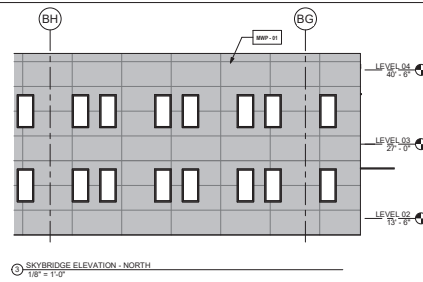 BH
BG
MWP - 01
LEVEL 04
40' - 6"
LEVEL 03
27' - 0"
LEVEL 02
13' - 6"
3
SKYBRIDGE ELEVATION - NORTH
1/8" = 1'-0"